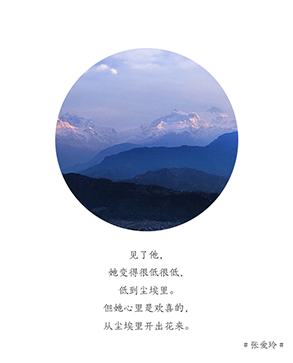 见了他，
她变得很低很低，
低到尘埃里。
但她心里是欢喜的，
从尘埃里开出花来。
# 张爱玲 #